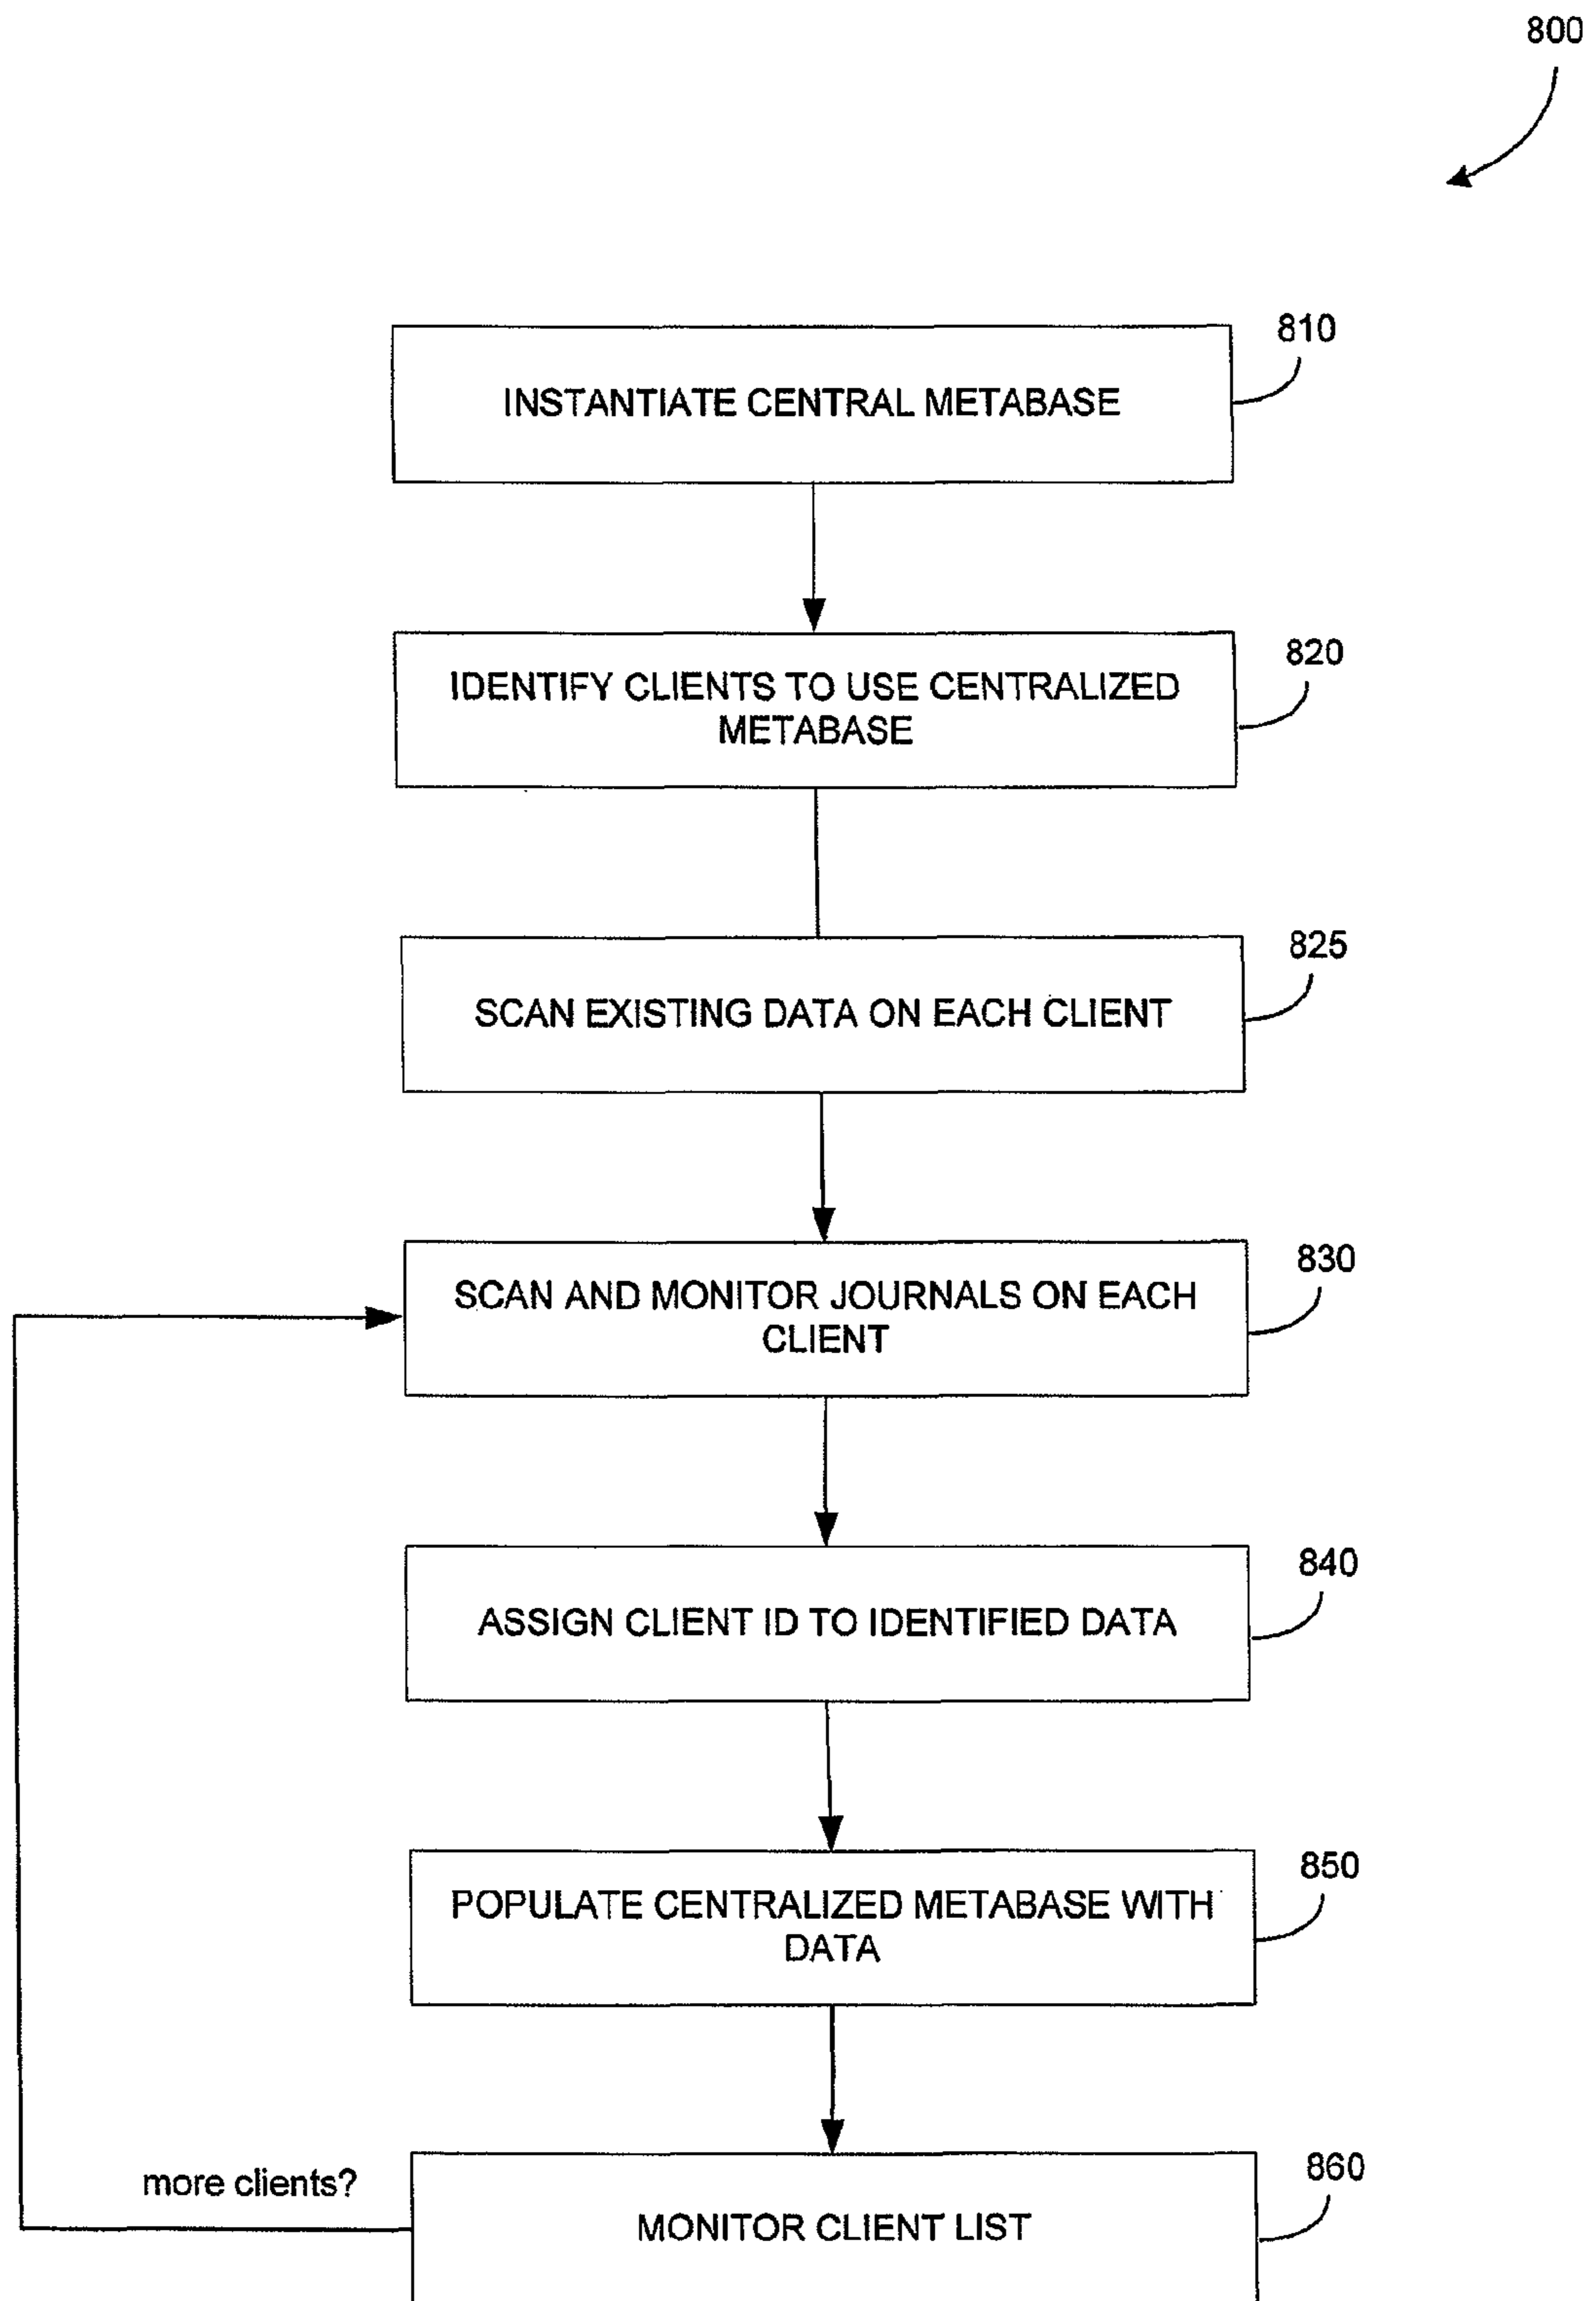 800
810
INSTANTIATE CENTRAL METABASE
820
IDENTIFY CLIENTS TO USE CENTRALIZED
METABASE
825
SCAN EXISTING DATA ON EACH CLIENT
830
SCAN AND MONITOR JOURNALS ON EACH
CLIENT
840
ASSIGN CLIENT ID TO IDENTIFIED DATA
850
POPULATE CENTRALIZED METABASE WITH
DATA
860
more clients?
MONITOR CLIENT LIST